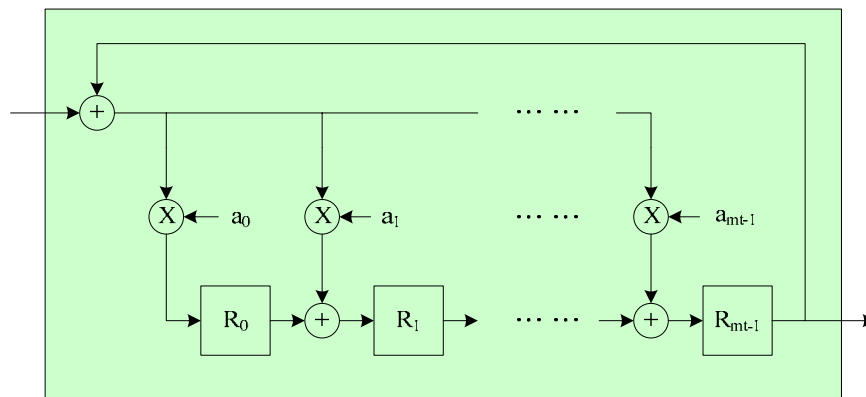 + ... ...
X a0 X a1 ... ... X amt-1
R0 + R1 ... ... + Rmt-1